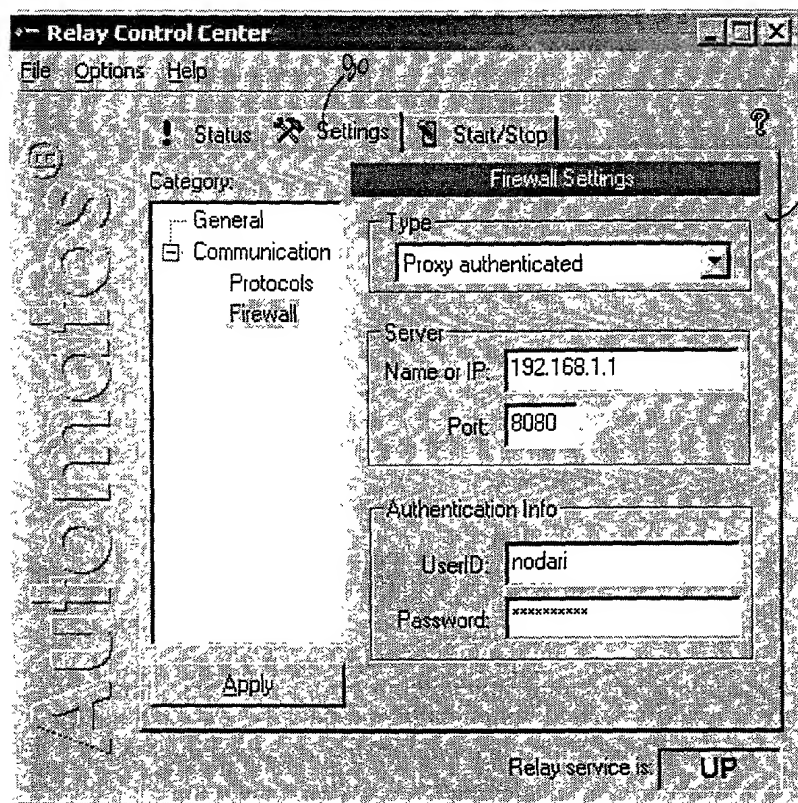 Relay Control Center
File Options Help
90
Status Settings Start/Stop ?
Automatos®
Category:
General
Communication
Protocols
Firewall
Apply
Firewall Settings
Type
Proxy authenticated
Server
Name or IP: 192.168.1.1
Port: 8080
Authentication Info
UserID: nodari
Password: xxxxxxxxxx
Relay service is: UP